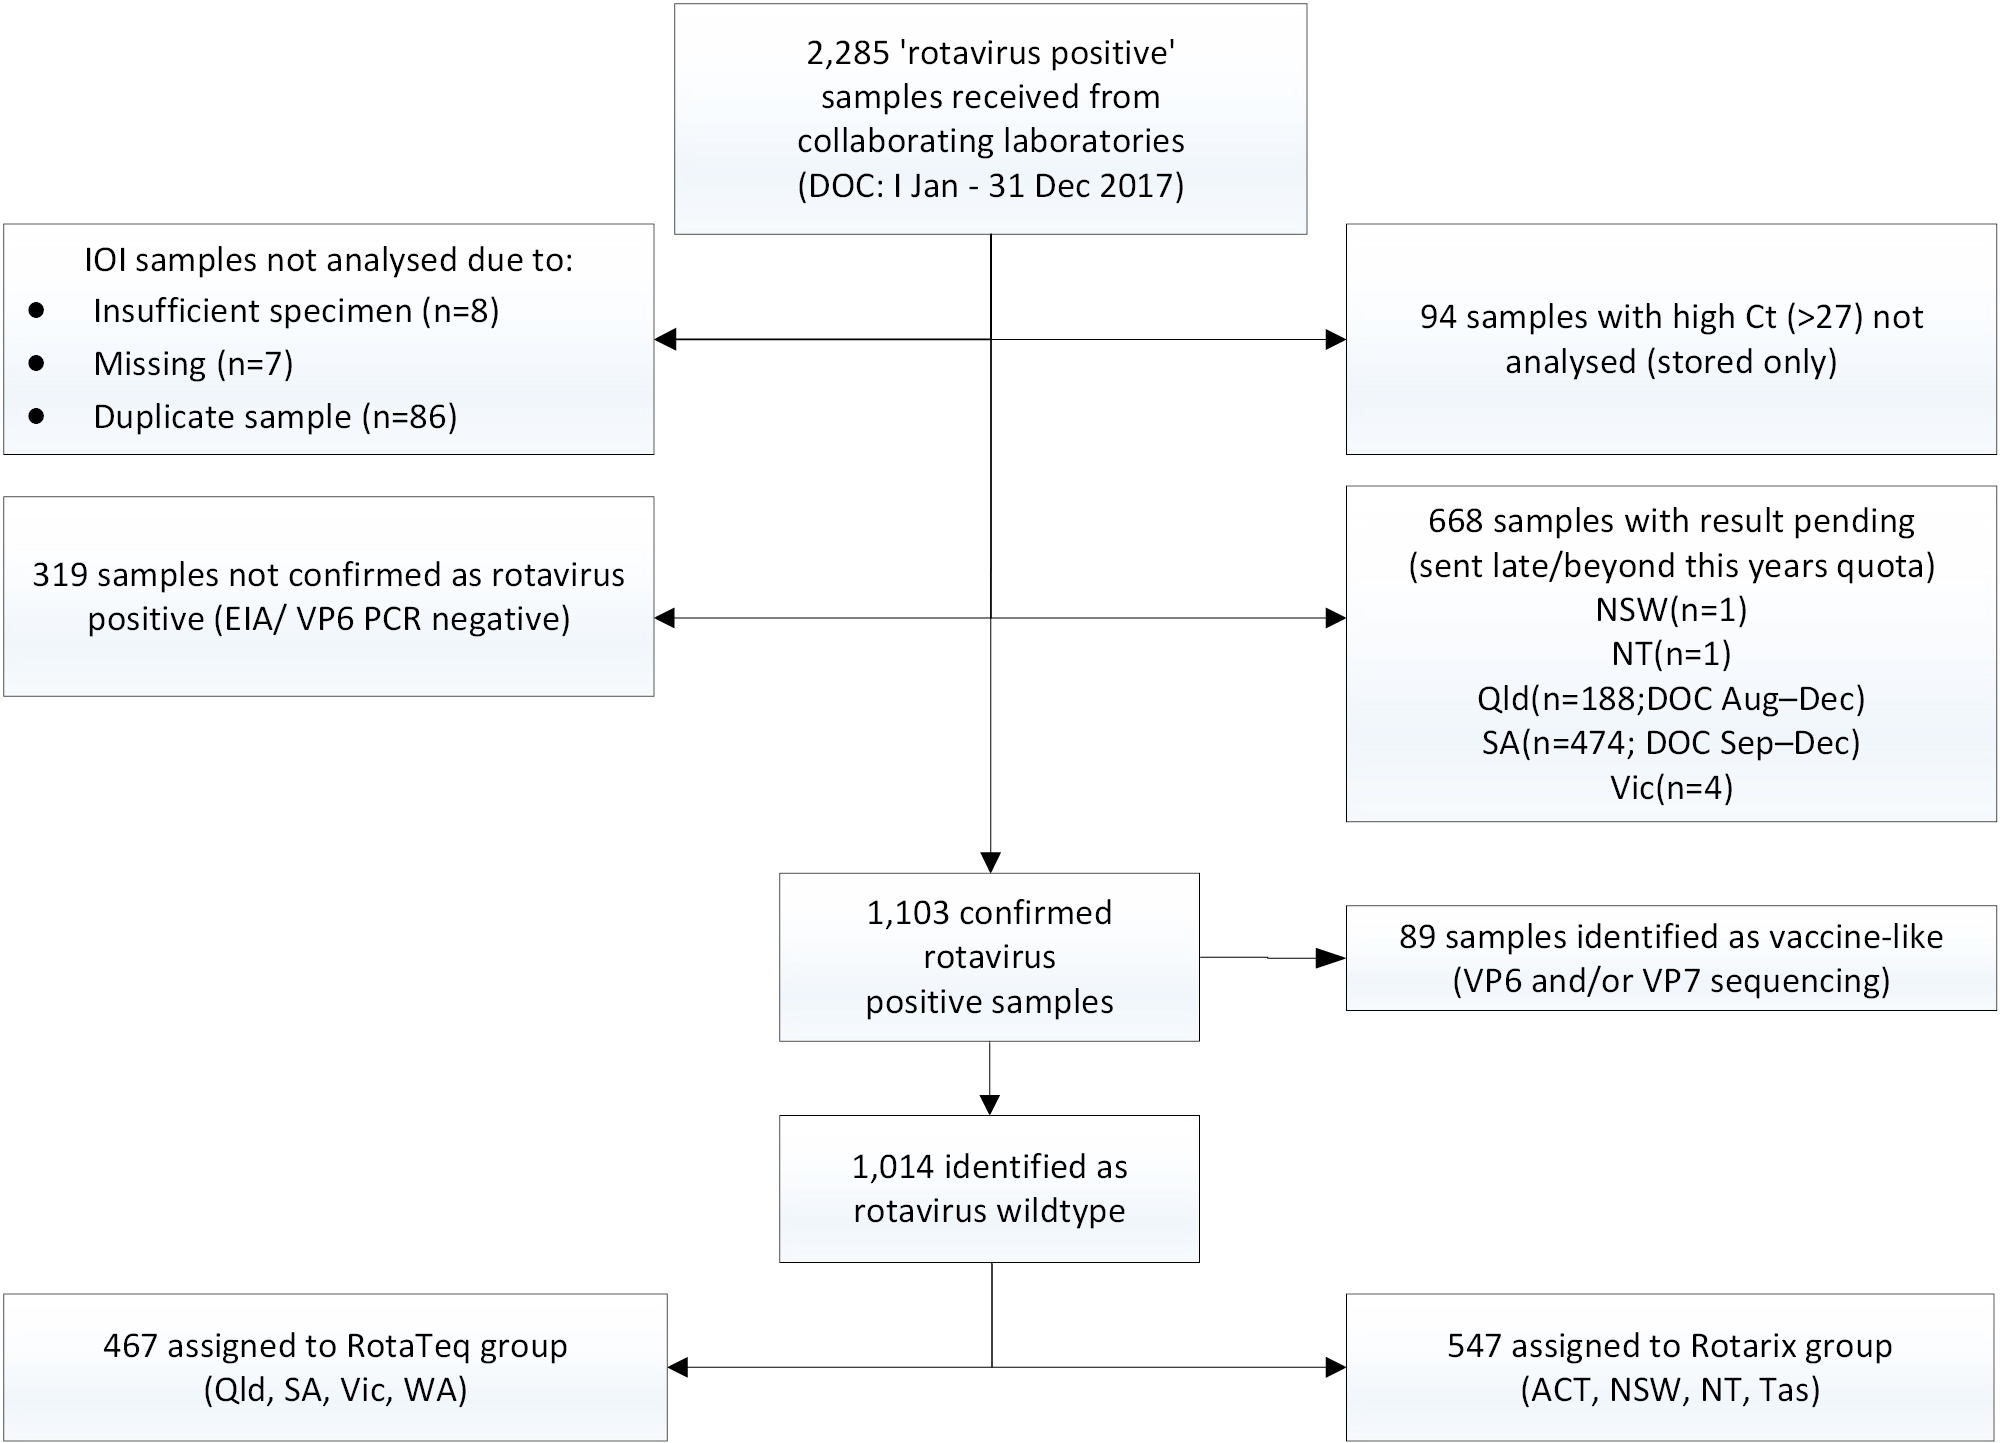 2,285 'rotavirus positive'
samples received from
collaborating laboratories
(DOC: I Jan - 31 Dec 2017)
IOI samples not analysed due to:
● Insufficient specimen (n=8)
● Missing (n=7)
● Duplicate sample (n=86)
94 samples with high Ct (>27) not
analysed (stored only)
319 samples not confirmed as rotavirus
positive (EIA/ VP6 PCR negative)
668 samples with result pending
(sent late/beyond this years quota)
NSW(n=1)
NT(n=1)
Qld(n=188;DOC Aug–Dec)
SA(n=474; DOC Sep–Dec)
Vic(n=4)
1,103 confirmed
rotavirus
positive samples
89 samples identified as vaccine-like
(VP6 and/or VP7 sequencing)
1,014 identified as
rotavirus wildtype
467 assigned to RotaTeq group
(Qld, SA, Vic, WA)
547 assigned to Rotarix group
(ACT, NSW, NT, Tas)